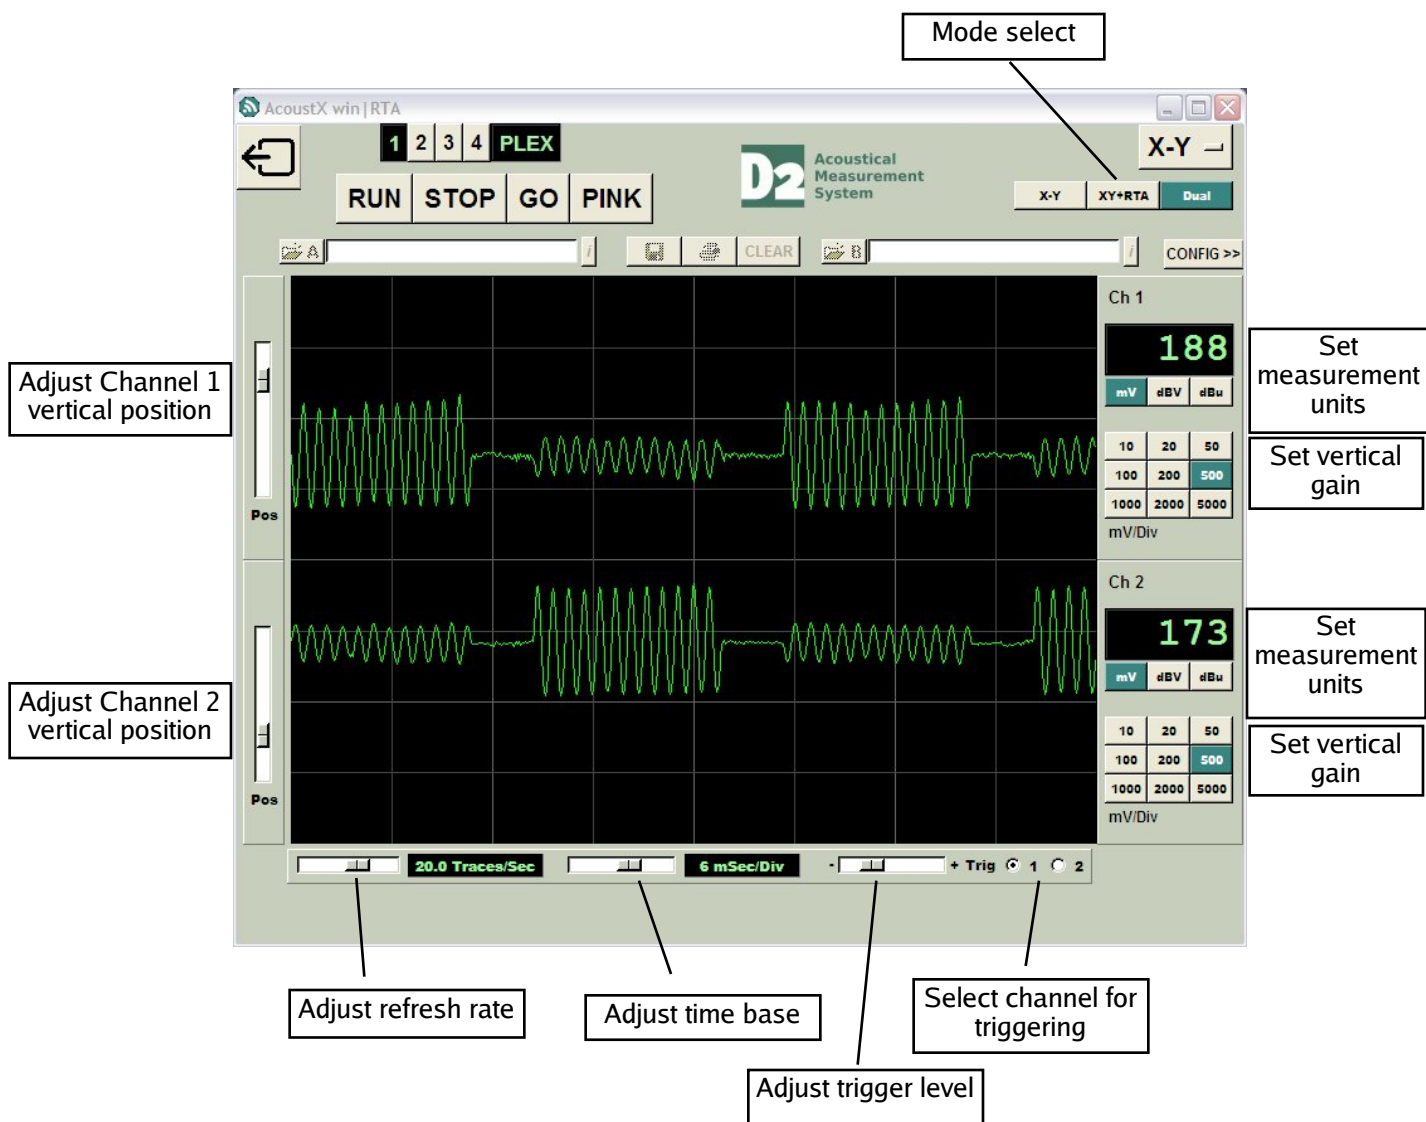 Mode select
AcoustX win|RTA
1 2 3 4 PLEX
X-Y
D2 Acoustical
Measurement
System
RUN STOP GO PINK
X-Y XY+RTA Dual
A i CLEAR B i CONFIG >>
Ch 1
188
mV dBV dBu
10 20 50
100 200 500
1000 2000 5000
mV/Div
Pos
Adjust Channel 1
vertical position
Set
measurement
units
Set vertical
gain
Ch 2
173
mV dBV dBu
10 20 50
100 200 500
1000 2000 5000
mV/Div
Pos
Adjust Channel 2
vertical position
Set
measurement
units
Set vertical
gain
20.0 Traces/Sec 6 mSec/Div - + Trig 1 2
Adjust refresh rate
Adjust time base
Select channel for
triggering
Adjust trigger level